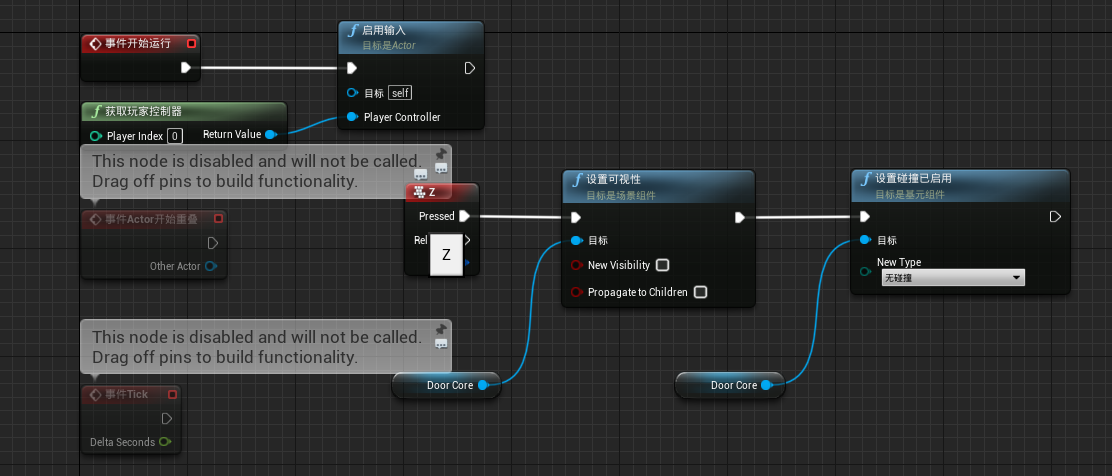 事件开始运行
启用输入
目标是Actor
目标 self
Player Controller
获取玩家控制器
Player Index 0 Return Value
This node is disabled and will not be called.
Drag off pins to build functionality.
事件Actor开始重叠
Other Actor
Z
Pressed
Rel
Z
设置可视性
目标是场景组件
目标
New Visibility
Propagate to Children
设置碰撞已启用
目标是基元组件
目标
New Type
无碰撞
This node is disabled and will not be called.
Drag off pins to build functionality.
事件Tick
Delta Seconds
Door Core
Door Core